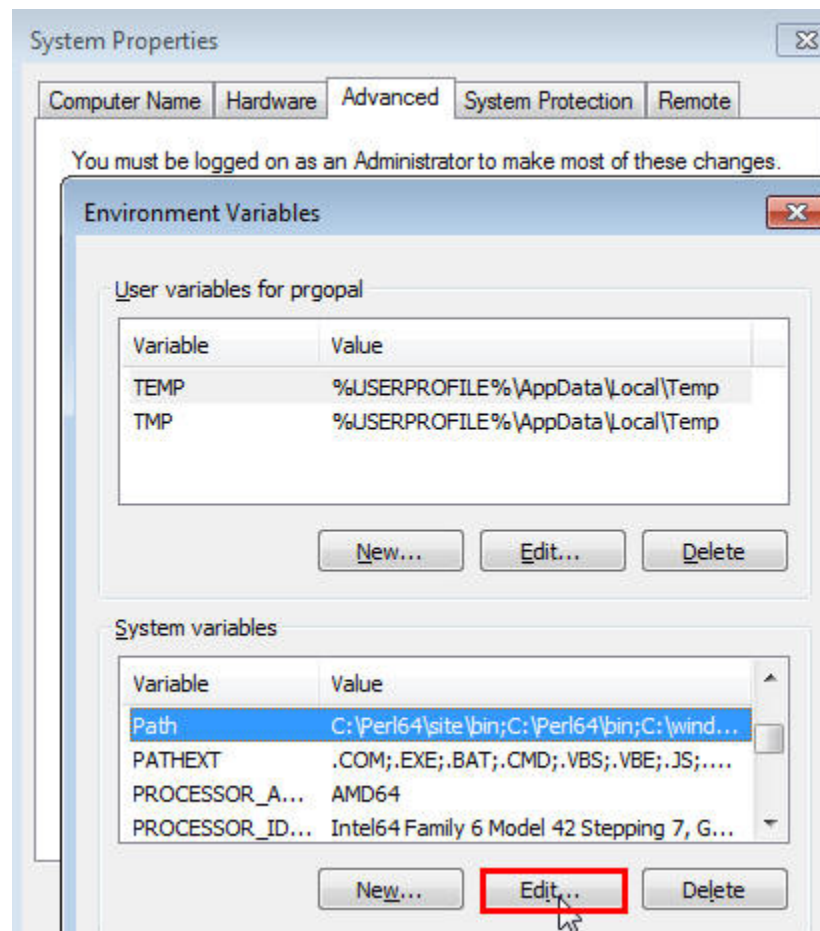 System Properties
Computer Name Hardware Advanced System Protection Remote
You must be logged on as an Administrator to make most of these changes.
Environment Variables
User variables for prgopal
Variable Value
TEMP %USERPROFILE%\AppData\Local\Temp
TMP %USERPROFILE%\AppData\Local\Temp
New... Edit... Delete
System variables
Variable Value
Path C:\Perl64\site\bin;C:\Perl64\bin;C:\wind...
PATHEXT .COM;.EXE;.BAT;.CMD;.VBS;.VBE;.JS;....
PROCESSOR_A... AMD64
PROCESSOR_ID... Intel64 Family 6 Model 42 Stepping 7, G...
New... Edit... Delete